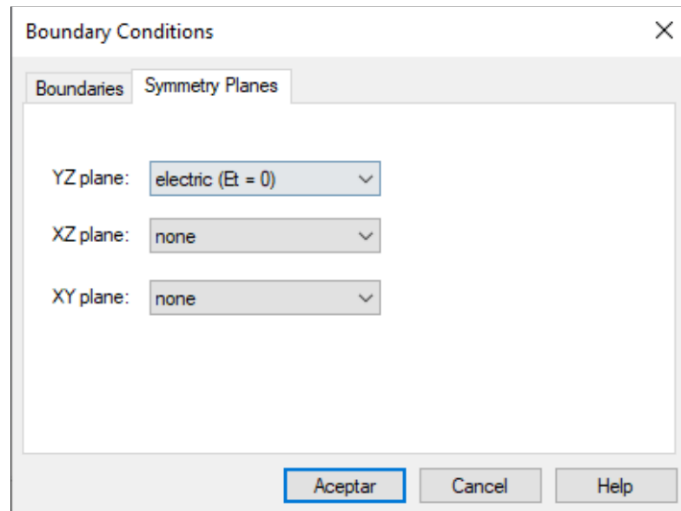 Boundary Conditions
Boundaries Symmetry Planes
YZ plane: electric (Et = 0)
XZ plane: none
XY plane: none
Aceptar Cancel Help